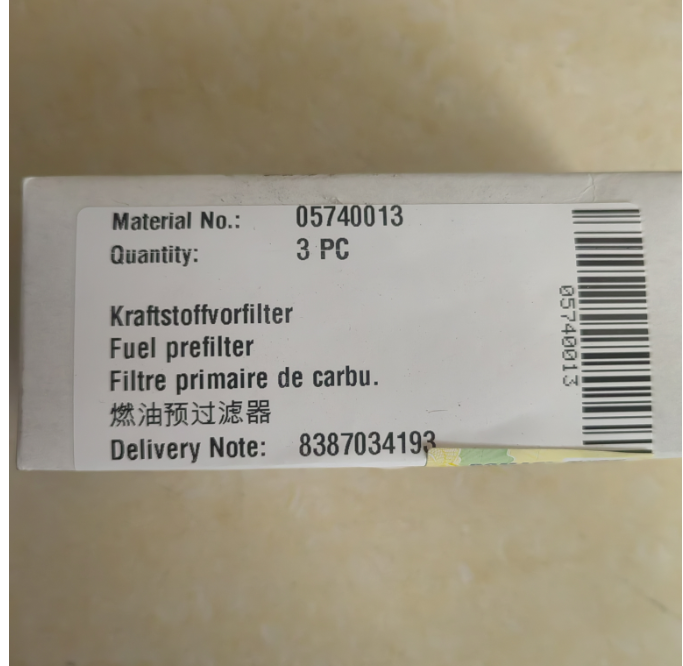 Material No.: 05740013
Quantity: 3 PC
Kraftstoffvorfilter
Fuel prefilter
Filtre primaire de carbu.
燃油预过滤器
Delivery Note: 8387034193
05740013